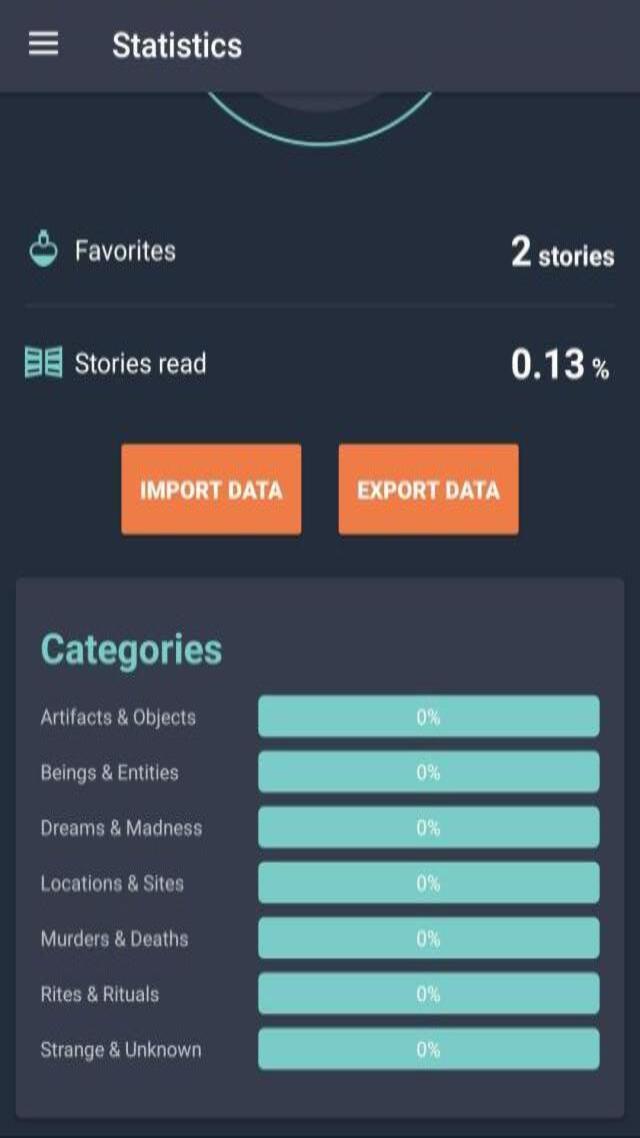 Statistics
Favorites 2 stories
Stories read 0.13 %
IMPORT DATA EXPORT DATA
Categories
Artifacts & Objects 0%
Beings & Entities 0%
Dreams & Madness 0%
Locations & Sites 0%
Murders & Deaths 0%
Rites & Rituals 0%
Strange & Unknown 0%